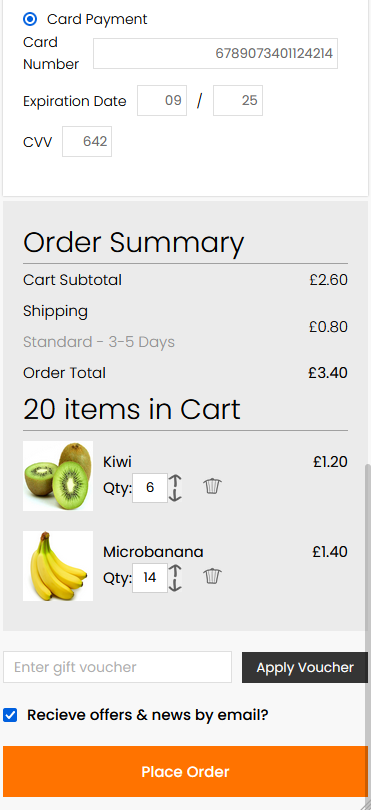 Card Payment
Card
Number
6789073401124214
Expiration Date 09 / 25
CVV 642
Order Summary
Cart Subtotal £2.60
Shipping
£0.80
Standard - 3-5 Days
Order Total £3.40
20 items in Cart
Kiwi £1.20
Qty: 6
Microbanana £1.40
Qty: 14
Enter gift voucher Apply Voucher
Recieve offers & news by email?
Place Order